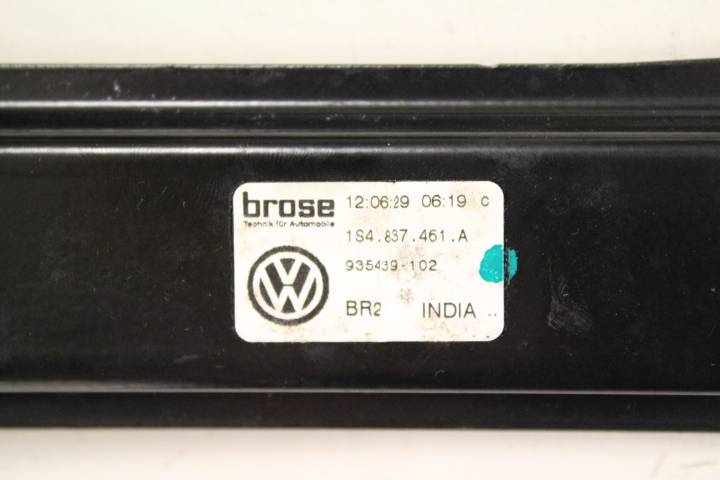 brose 12:06:29 06:19 c
Technik für Automobile
1S4.837.461.A
935439-102
BR2 INDIA ..